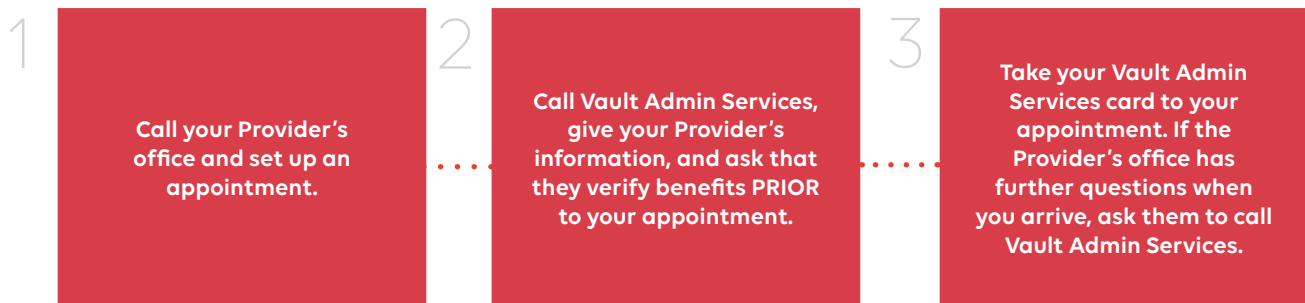 1
Call your Provider's
office and set up an
appointment.
2
Call Vault Admin Services,
give your Provider's
information, and ask that
they verify benefits PRIOR
to your appointment.
3
Take your Vault Admin
Services card to your
appointment. If the
Provider's office has
further questions when
you arrive, ask them to call
Vault Admin Services.